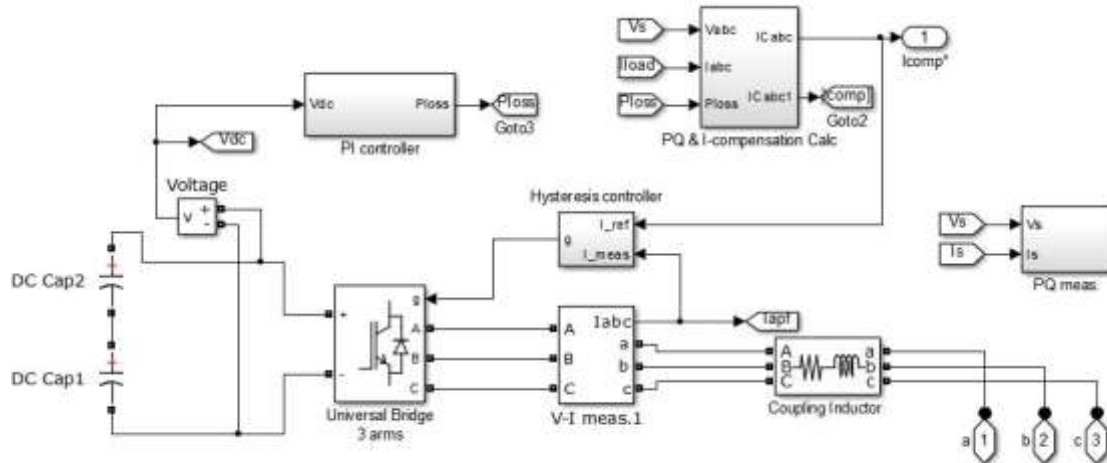 Vs
Iload
Ploss
Vabc
Iabc
Ploss
ICabc
ICabc1
1
Icomp*
Icomp
Goto2
PQ & I-compensation Calc
Vdc
Ploss
PI controller
Ploss
Goto3
Vdc
Voltage
v
+
-
Hysteresis controller
g
I_ref
I_meas
Vs
Is
Vs
Is
PQ meas.
DC Cap2
+
DC Cap1
+
+
-
g
A
B
C
Universal Bridge
3 arms
A
B
C
Iabc
a
b
c
V-I meas.1
Iapf
A
B
C
a
b
c
Coupling Inductor
a 1
b 2
c 3